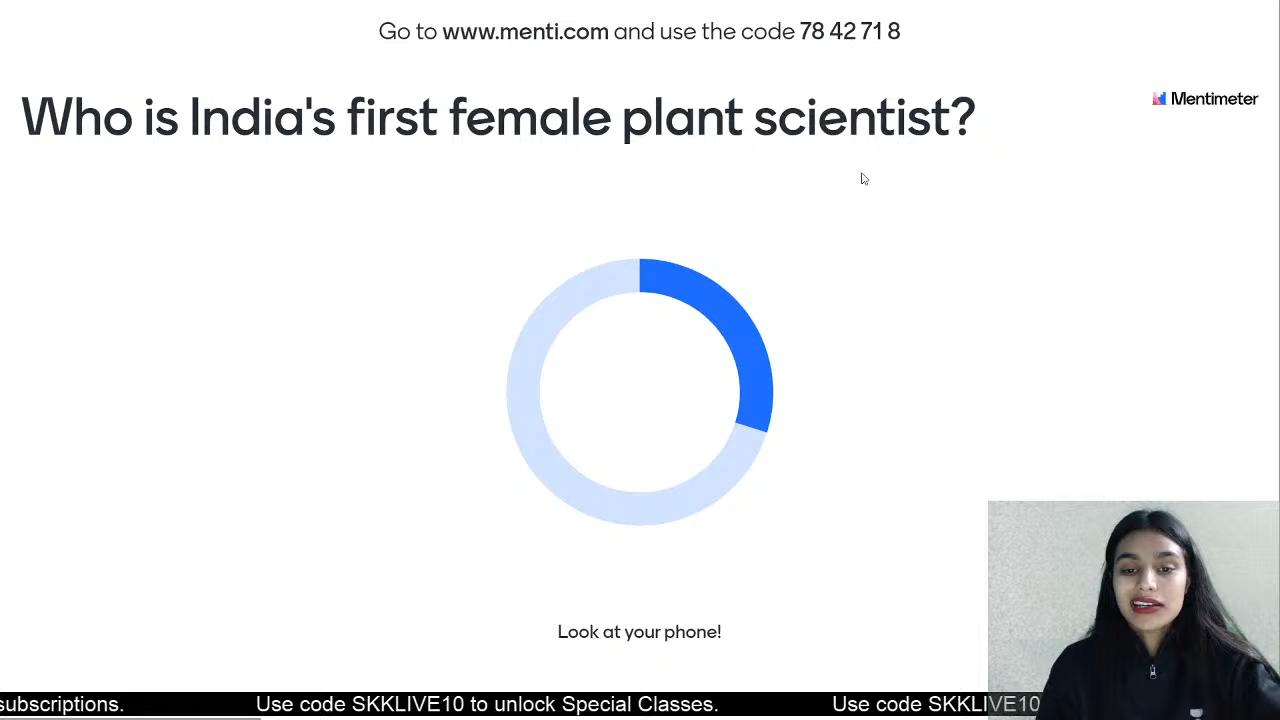 Go to www.menti.com and use the code 78 42 71 8
Who is India's first female plant scientist?
Mentimeter
Look at your phone!
subscriptions. Use code SKKLIVE10 to unlock Special Classes. Use code SKKLIVE10